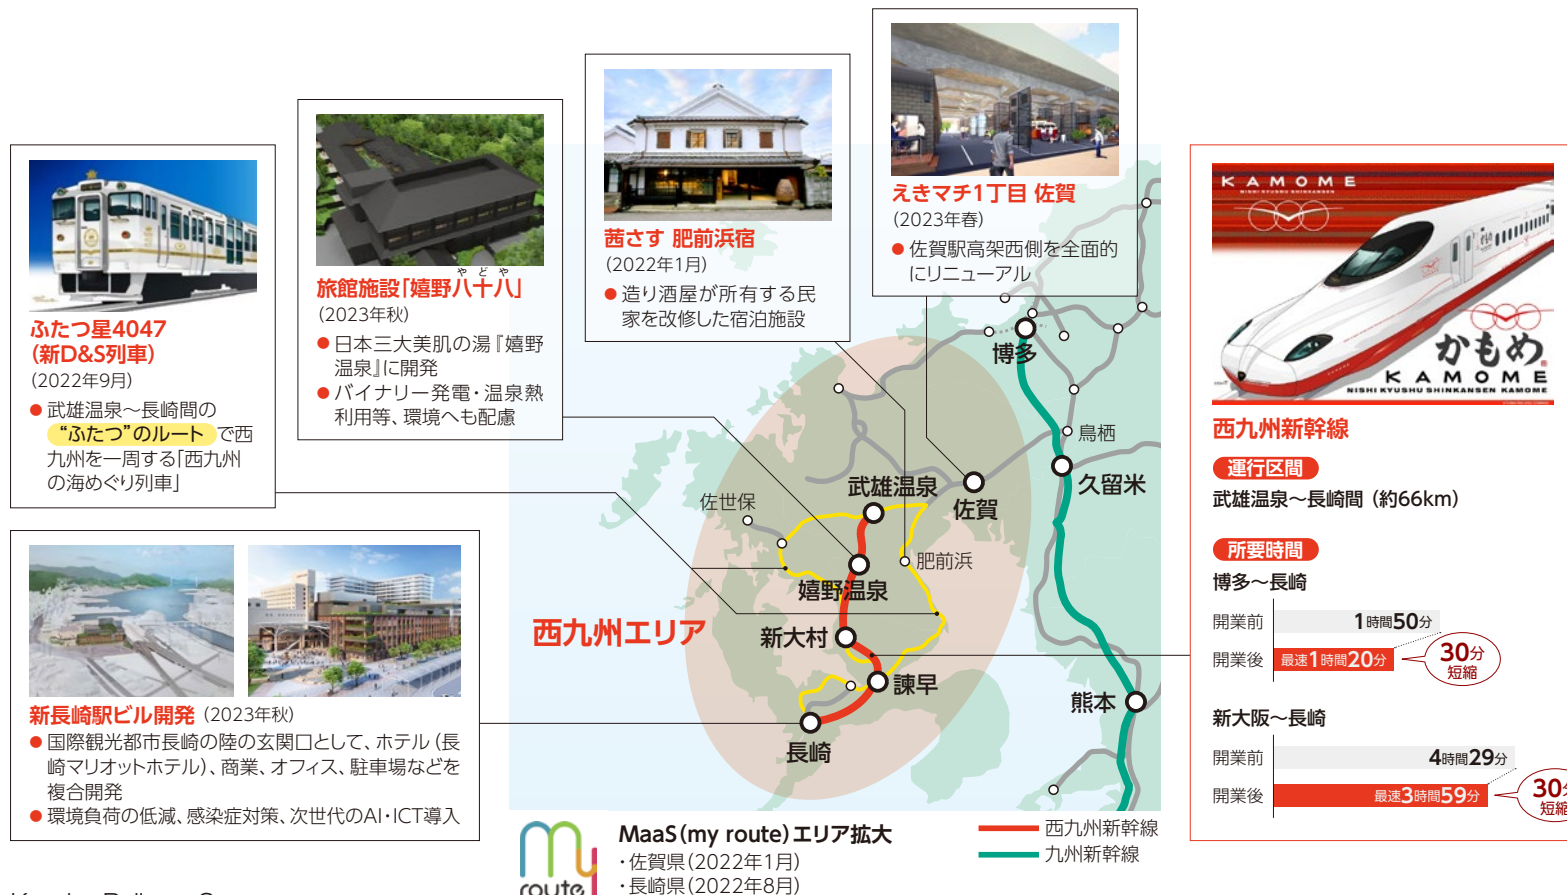 ふたつ星4047
(新D&S列車)
(2022年9月)
● 武雄温泉～長崎間の
“ふたつ”のルート で西
九州を一周する「西九州
の海めぐり列車」
やどや
旅館施設「嬉野八十八」
(2023年秋)
● 日本三大美肌の湯『嬉野
温泉』に開発
● バイナリー発電・温泉熱
利用等、環境へも配慮
茜さす 肥前浜宿
(2022年1月)
● 造り酒屋が所有する民
家を改修した宿泊施設
えきマチ1丁目 佐賀
(2023年春)
● 佐賀駅高架西側を全面的
にリニューアル
新長崎駅ビル開発 (2023年秋)
● 国際観光都市長崎の陸の玄関口として、ホテル(長
崎マリオットホテル)、商業、オフィス、駐車場などを
複合開発
● 環境負荷の低減、感染症対策、次世代のAI・ICT導入
博多
鳥栖
久留米
佐賀
武雄温泉
佐世保
肥前浜
嬉野温泉
西九州エリア
新大村
諫早
熊本
長崎
my
route
MaaS(my route)エリア拡大
・佐賀県(2022年1月)
・長崎県(2022年8月)
西九州新幹線
九州新幹線
KAMOME
NISHI KYUSHU SHINKANSEN
かもめ
KAMOME
NISHI KYUSHU SHINKANSEN KAMOME
西九州新幹線
運行区間
武雄温泉～長崎間 (約66km)
所要時間
博多～長崎
開業前 1時間50分
開業後 最速1時間20分
30分
短縮
新大阪～長崎
開業前 4時間29分
開業後 最速3時間59分
30分
短縮